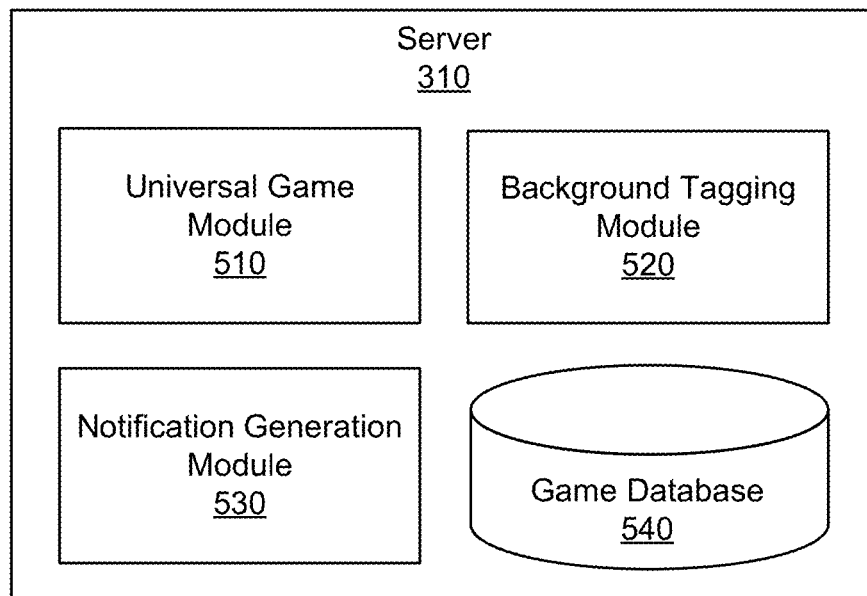 Server
310
Universal Game
Module
510
Background Tagging
Module
520
Notification Generation
Module
530
Game Database
540